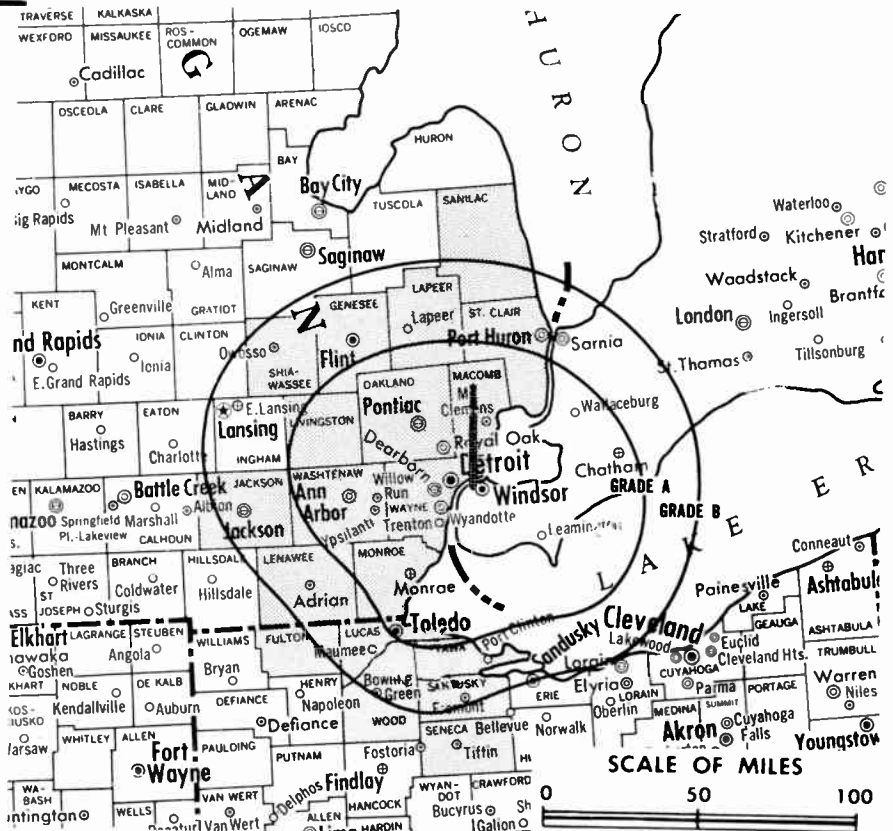 TRAVERSE
KALKASKA
WEXFORD
MISSAUKEE
ROS-
COMMON
OGEMAW
IOSCO
Cadillac
G
OSCEOLA
CLARE
GLADWIN
ARENAC
HURON
HURON
BAY
MECOSTA
ISABELLA
MID-
LAND
A
Bay City
TUSCOLA
SANILAC
Mt Pleasant
Midland
Waterloo
Stratford
Kitchener
MONTCALM
Alma
SAGINAW
Saginaw
Woodstock
London
Ingersoll
KENT
Greenville
GRATIOT
N
GENESEE
LAPEER
Lapeer
ST. CLAIR
Port Huron
Sarnia
Tillsonburg
St. Thomas
IONIA
CLINTON
Ionia
E. Grand Rapids
Owosso
SHIA-
WASSEE
Flint
OAKLAND
MACOMB
Wallaceburg
BARRY
EATON
E. Lansing
Lansing
LIVINGSTON
Pontiac
Hastings
Charlotte
INGHAM
Dearborn
Royal Oak
Detroit
Windsor
Chatham
GRADE A
GRADE B
KALAMAZOO
Battle Creek
Albion
JACKSON
Jackson
WASHTENAW
Ann
Arbor
Willow
Run
WAYNE
Ypsilanti
Trenton
Wyandotte
Springfield
Marshall
Pl.-Lakeview
CALHOUN
LAKE ER
Three
Rivers
BRANCH
Coldwater
HILLSDALE
Hillsdale
LENAWEE
Adrian
MONROE
Monroe
ST
JOSEPH
Sturgis
Conneaut
Painesville
LAKE
Ashtabula
GEAUGA
ASHTABULA
Elkhart
LAGRANGE
STEUBEN
Angola
WILLIAMS
Bryan
FULTON
LUCAS
Toledo
Maumee
Port Clinton
Sandusky
Cleveland
Lakewood
Euclid
Cleveland Hts.
TRUMBULL
Goshen
NOBLE
DE KALB
Kendallville
Auburn
DEFIANCE
Defiance
HENRY
Napoleon
Bowling
Green
WOOD
SANDUSKY
Fremont
Lorain
Elyria
LORAIN
Oberlin
CUYAHOGA
Parma
PORTAGE
Warren
Niles
ERIE
Norwalk
Bellevue
MEDINA
SUMMIT
Akron
Cuyahoga
Falls
WHITLEY
ALLEN
Fort
Wayne
PAULDING
PUTNAM
Fostoria
SENECA
Tiffin
Findlay
HANCOCK
WYAN-
DOT
CRAWFORD
Bucyrus
Galion
WA-
BASH
WELLS
VAN WERT
Van Wert
Delphos
ALLEN
HARDIN
SCALE OF MILES
0
50
100